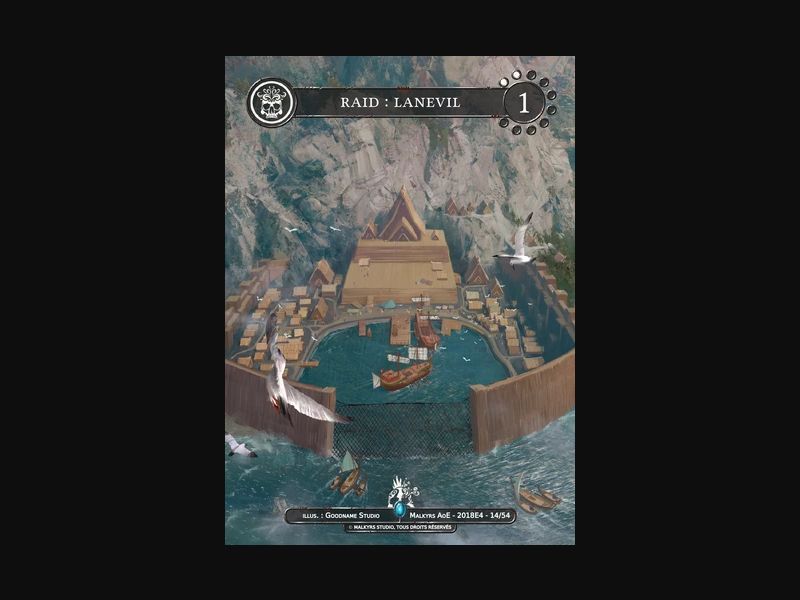 RAID : LANEVIL
1
ILLUS. : GOODNAME STUDIO MALKYRS AOE - 2018E4 - 14/54
© MALKYRS STUDIO, TOUS DROITS RÉSERVÉS